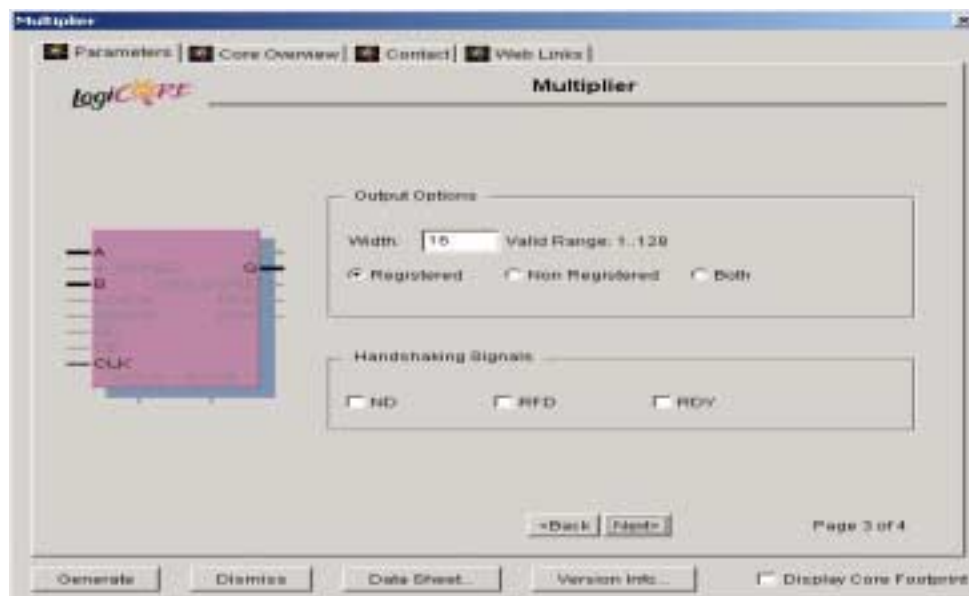 Multiplier
Parameters Core Overview Contact Web Links
LogiCORE
Multiplier
Output Options
Width: 16 Valid Range: 1..128
Registered Non Registered Both
A
B
Q
CLK
Handshaking Signals
ND RFD RDY
<Back Next> Page 3 of 4
Generate Dismiss Data Sheet... Version Info... Display Core Footprint